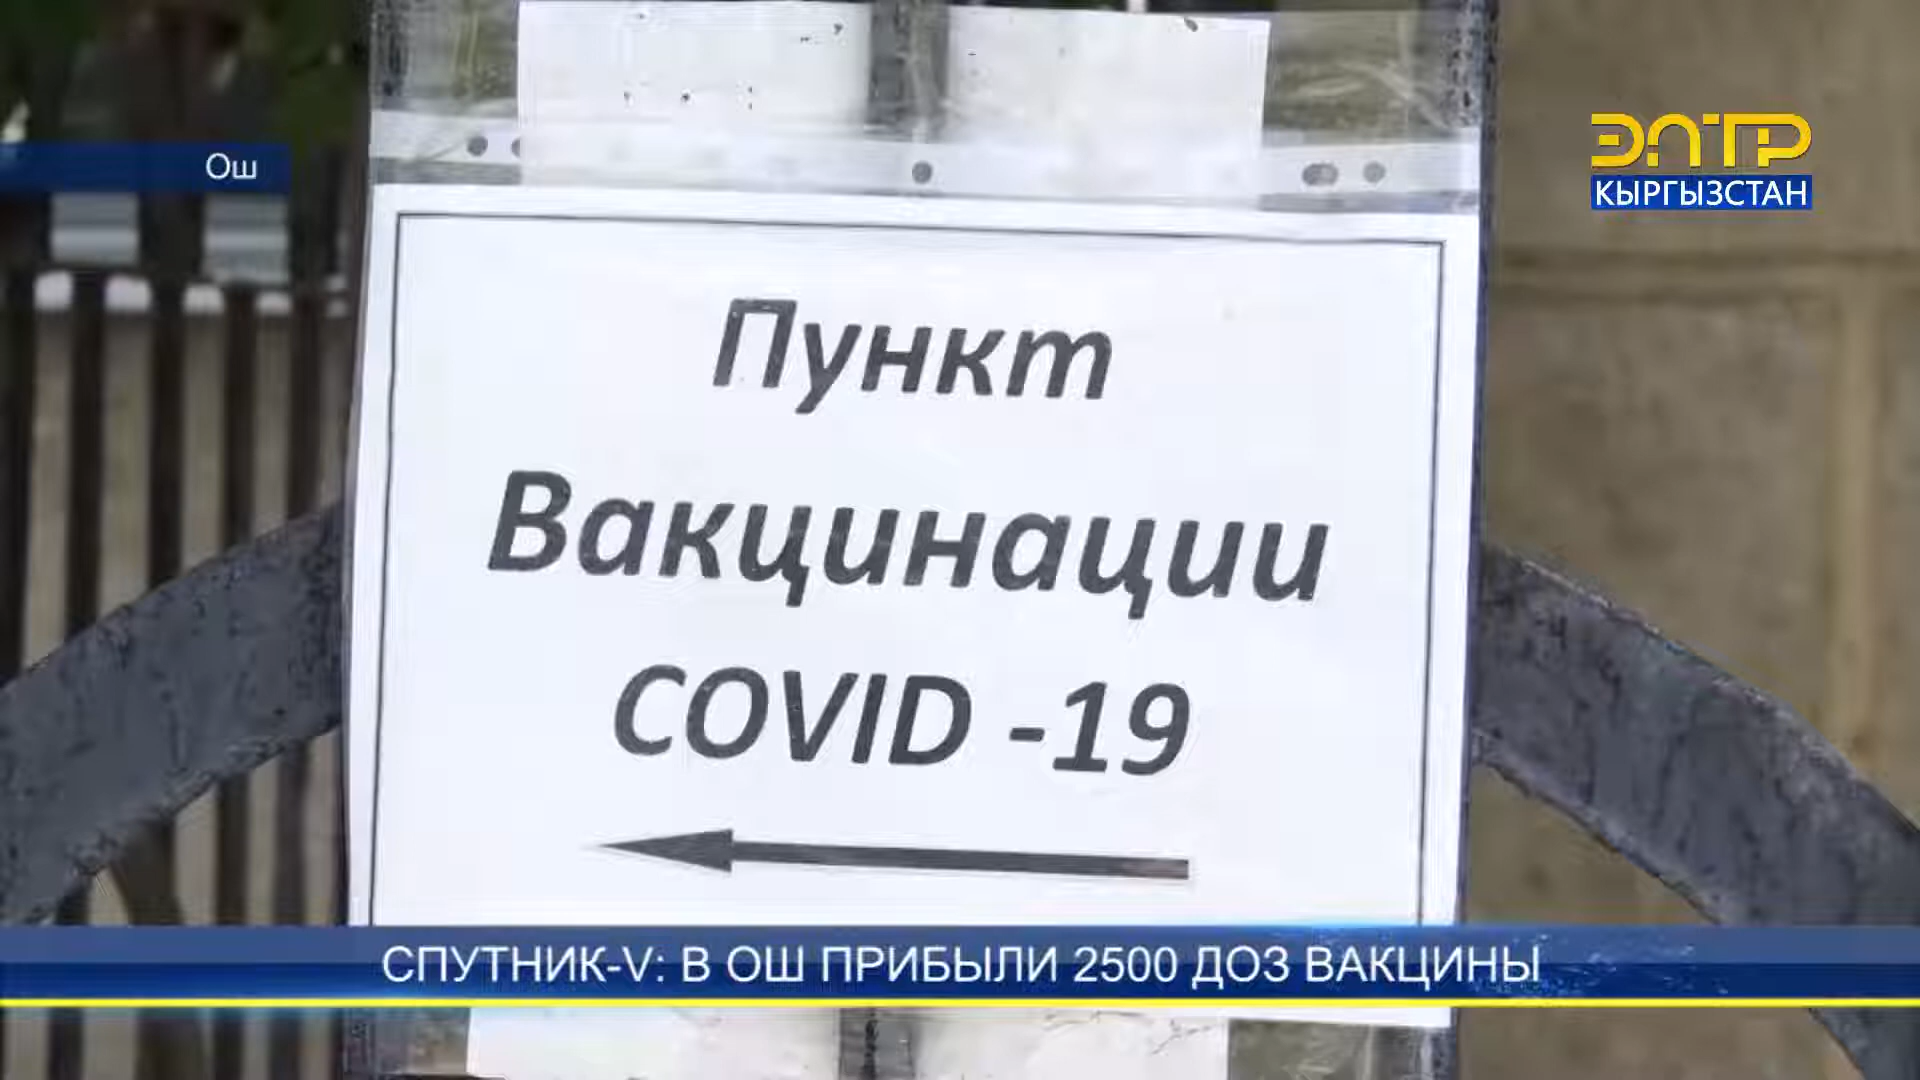 Ош
ЭЛТР
КЫРГЫЗСТАН
Пункт
Вакцинации
COVID -19
СПУТНИК-V: В ОШ ПРИБЫЛИ 2500 ДОЗ ВАКЦИНЫ